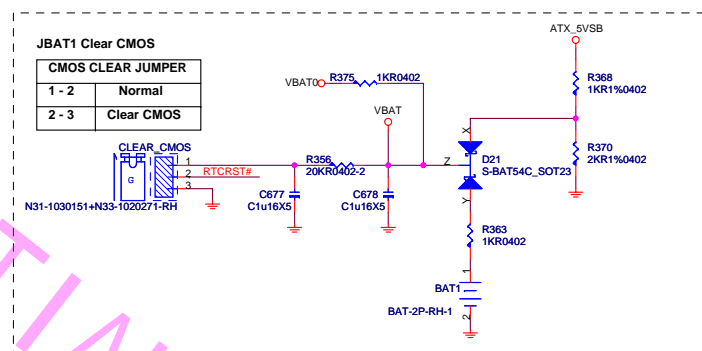 ATX_5VSB
JBAT1 Clear CMOS
CMOS CLEAR JUMPER
1 - 2 Normal
2 - 3 Clear CMOS
R375 1KR0402
VBAT0
R368
1KR1%0402
VBAT
X
CLEAR_CMOS
R356
20KR0402-2
Z
D21
S-BAT54C_SOT23
R370
2KR1%0402
1
2
3
RTCRST#
G
C677
C1u16X5
C678
C1u16X5
Y
N31-1030151+N33-1020271-RH
R363
1KR0402
1
BAT1
BAT-2P-RH-1
2